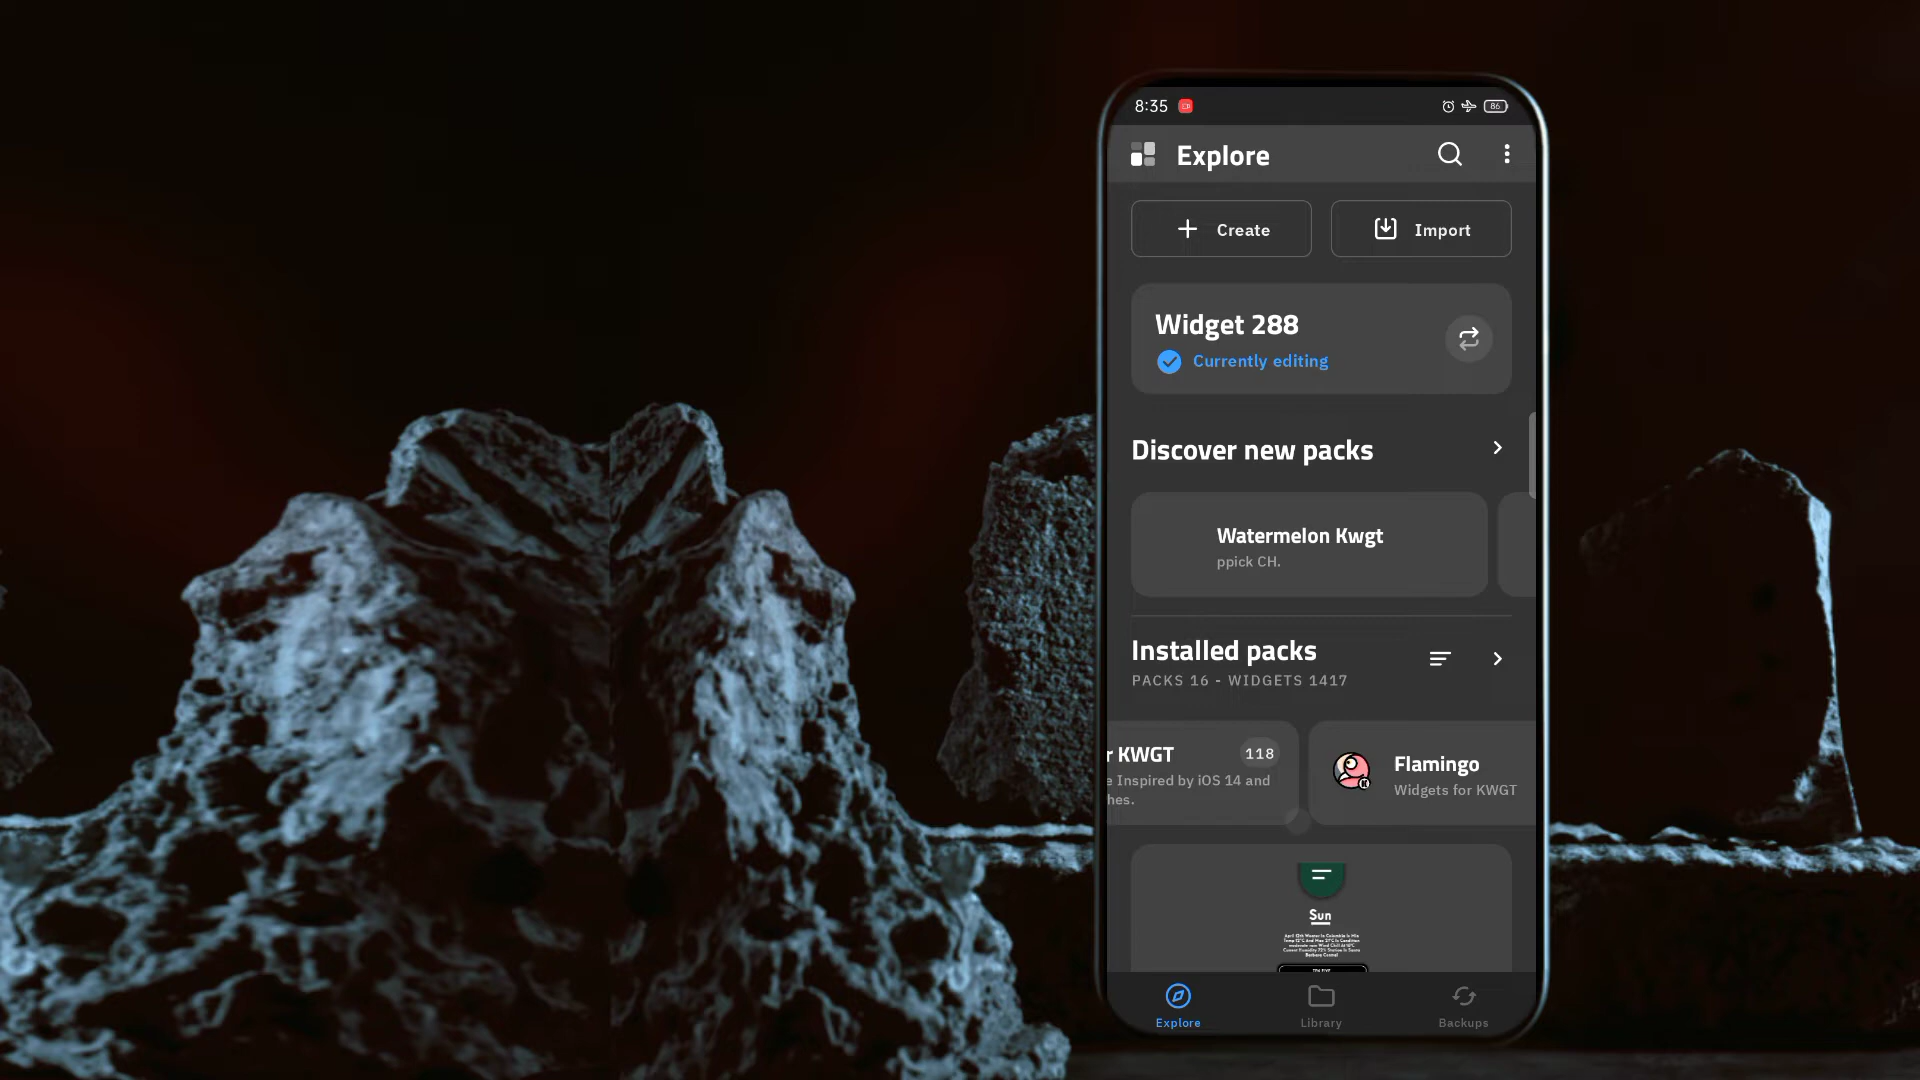 8:35
86
Explore
Create
Import
Widget 288
Currently editing
Discover new packs
Watermelon Kwgt
ppick CH.
Installed packs
PACKS 16 - WIDGETS 1417
r KWGT
118
e Inspired by iOS 14 and
hes.
Flamingo
Widgets for KWGT
Sun
Explore
Library
Backups